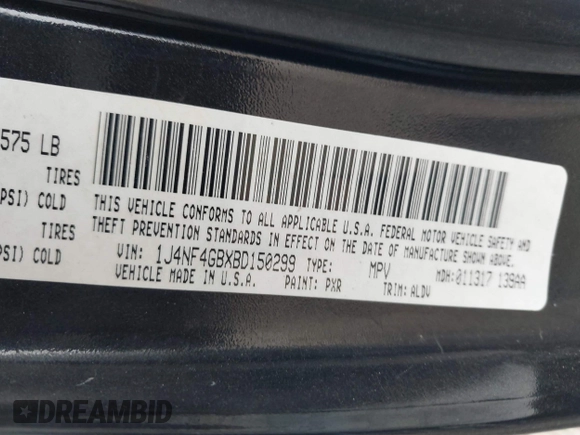 575 LB
TIRES
PSI) COLD
TIRES
PSI) COLD
THIS VEHICLE CONFORMS TO ALL APPLICABLE U.S.A. FEDERAL MOTOR VEHICLE SAFETY AND
THEFT PREVENTION STANDARDS IN EFFECT ON THE DATE OF MANUFACTURE SHOWN ABOVE.
VIN: 1J4NF4GBXBD150299 TYPE: MPV MDH:011317 139AA
VEHICLE MADE IN U.S.A. PAINT: PXR TRIM: ALDV
DREAMBID